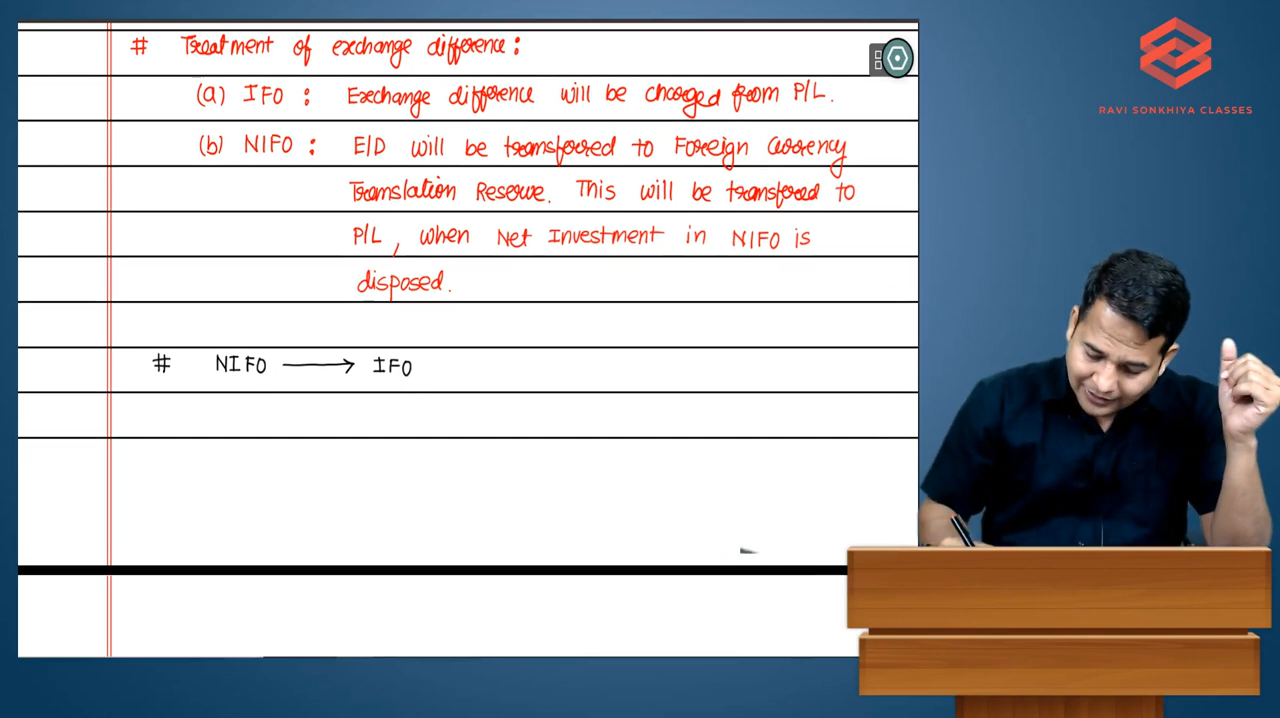 # Treatment of exchange difference :
(a) IFO : Exchange difference will be charged from P/L.
(b) NIFO : E/D will be transferred to Foreign Currency
Translation Reserve. This will be transferred to
P/L, when Net Investment in NIFO is
disposed.
# NIFO ⟶ IFO
RAVI SONKHIYA CLASSES